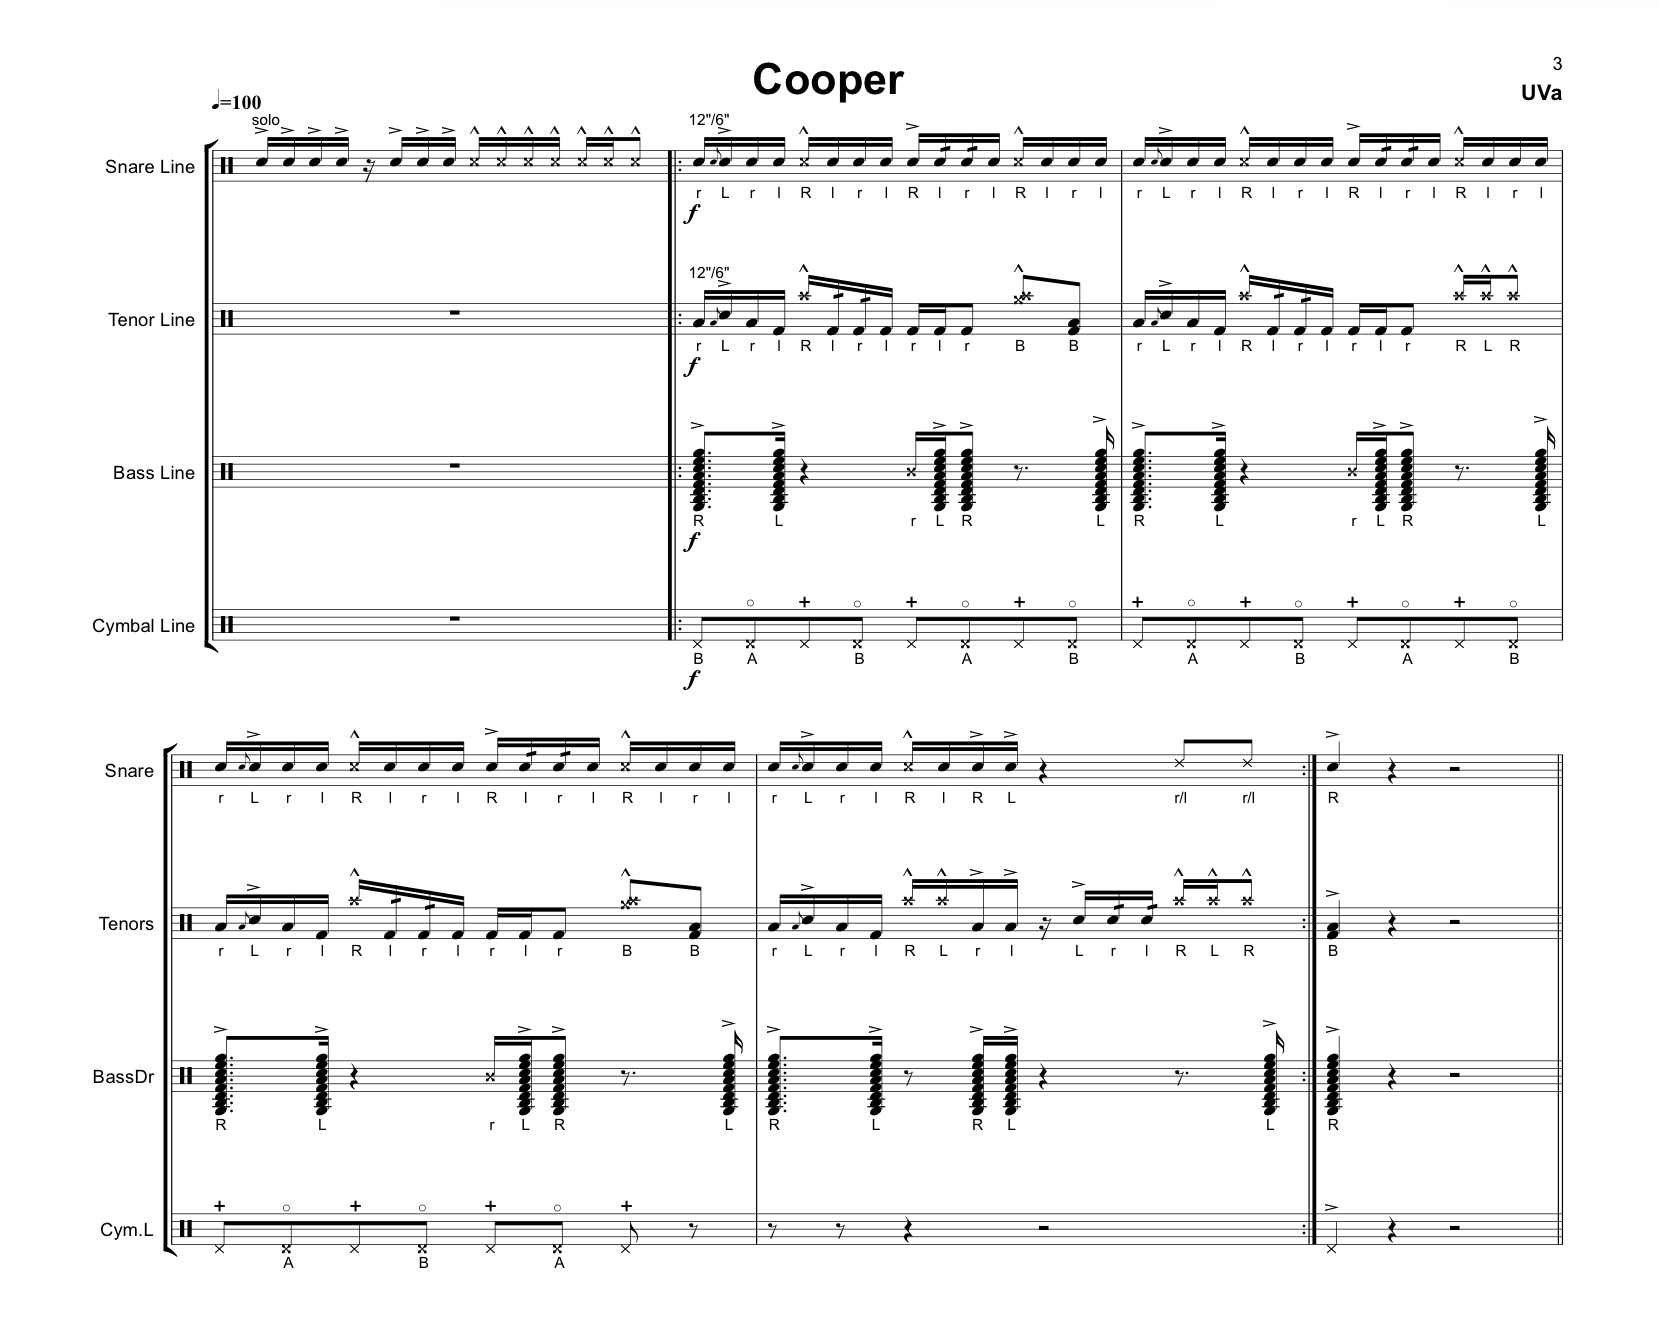 Cooper
3
UVa
♩=100
solo
12"/6"
Snare Line
r L r l R l r l R l r l R l r l r L r l R l r l R l r l R l r l
f
12"/6"
Tenor Line
r L r l R l r l r l r B B r L r l R l r l r l r R L R
f
Bass Line
R L r L R L R L r L R L
f
Cymbal Line
B A B A B A B A B
f
Snare
r L r l R l r l R l r l R l r l r L r l R l R L r/l r/l R
Tenors
r L r l R l r l r l r B B r L r l R L r l L r l R L R B
BassDr
R L r L R L R L R L L R
Cym.L
A B A